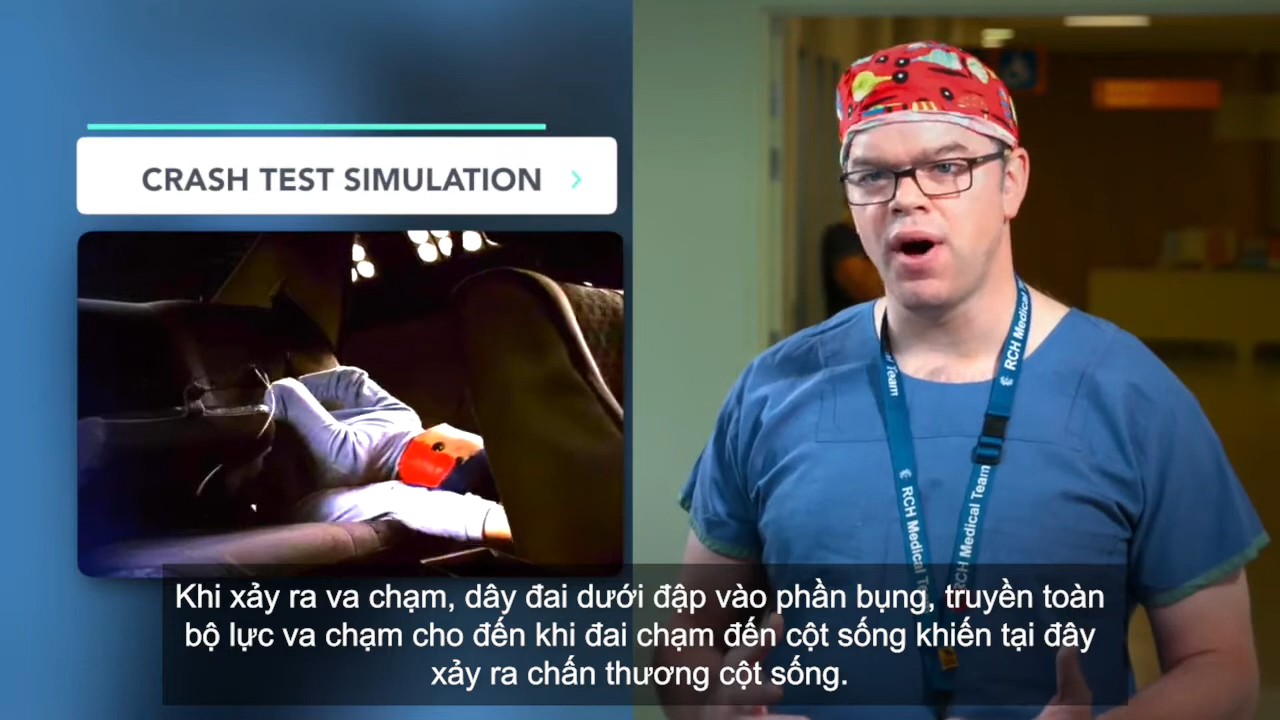 CRASH TEST SIMULATION
RCH Medical
Team
RCH Medical T
RCH Medical Team
Khi xảy ra va chạm, dây đai dưới đập vào phần bụng, truyền toàn
bộ lực va chạm cho đến khi đai chạm đến cột sống khiến tại đây
xảy ra chấn thương cột sống.